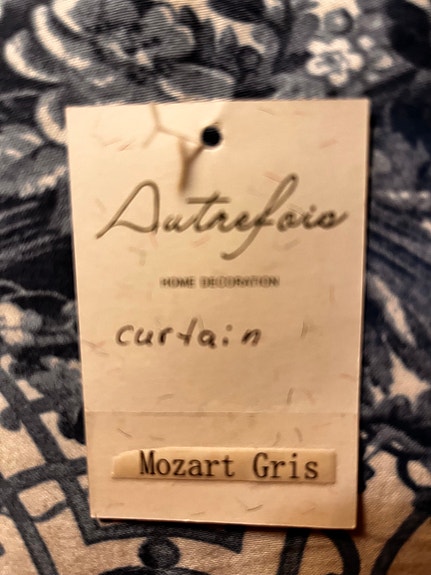 Autrefois
HOME DECORATION
curtain
Mozart Gris